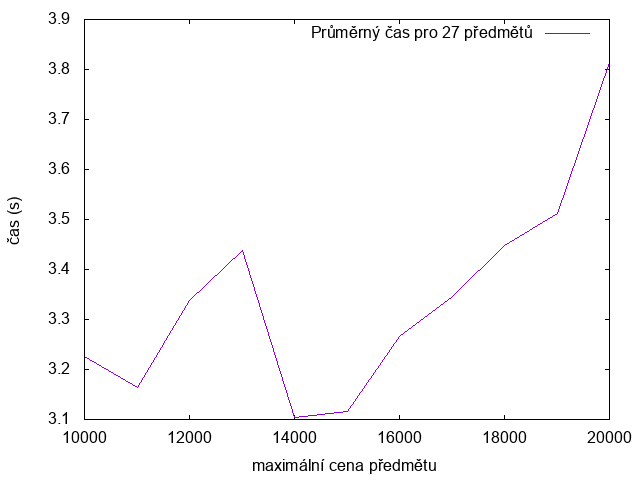 Průměrný čas pro 27 předmětů
3.9
3.8
3.7
3.6
3.5
3.4
3.3
3.2
3.1
čas (s)
10000 12000 14000 16000 18000 20000
maximální cena předmětu